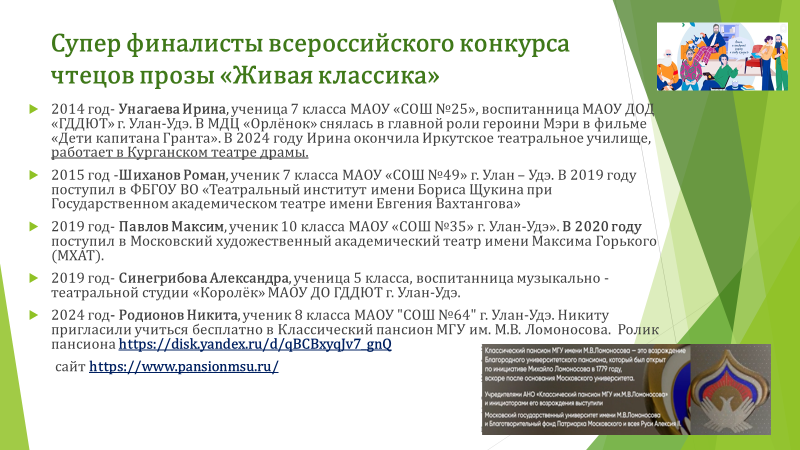 Супер финалисты всероссийского конкурса
чтецов прозы «Живая классика»
2014 год- Унагаева Ирина, ученица 7 класса МАОУ «СОШ №25», воспитанница МАОУ ДОД
«ГДДЮТ» г. Улан-Удэ. В МДЦ «Орлёнок» снялась в главной роли героини Мэри в фильме
«Дети капитана Гранта». В 2024 году Ирина окончила Иркутское театральное училище,
работает в Курганском театре драмы.
2015 год -Шиханов Роман, ученик 7 класса МАОУ «СОШ №49» г. Улан – Удэ. В 2019 году
поступил в ФБГОУ ВО «Театральный институт имени Бориса Щукина при
Государственном академическом театре имени Евгения Вахтангова»
2019 год- Павлов Максим, ученик 10 класса МАОУ «СОШ №35» г. Улан-Удэ». В 2020 году
поступил в Московский художественный академический театр имени Максима Горького
(МХАТ).
2019 год- Синегрибова Александра, ученица 5 класса, воспитанница музыкально -
театральной студии «Королёк» МАОУ ДО ГДДЮТ г. Улан-Удэ.
2024 год- Родионов Никита, ученик 8 класса МАОУ "СОШ №64" г. Улан-Удэ. Никиту
пригласили учиться бесплатно в Классический пансион МГУ им. М.В. Ломоносова. Ролик
пансиона https://disk.yandex.ru/d/qBCBxyqJv7_gnQ
сайт https://www.pansionmsu.ru/
Классический пансион МГУ имени М.В.Ломоносова – это возрождение
Благородного университетского пансиона, который был открыт
по инициативе Михайло Ломоносова в 1779 году,
вскоре после основания Московского университета.
Учредителями АНО «Классический пансион МГУ им.М.В.Ломоносова»
и инициаторами его возрождения выступили
Московский государственный университет имени М.В.Ломоносова
и Благотворительный фонд Патриарха Московского и всея Руси Алексия II.